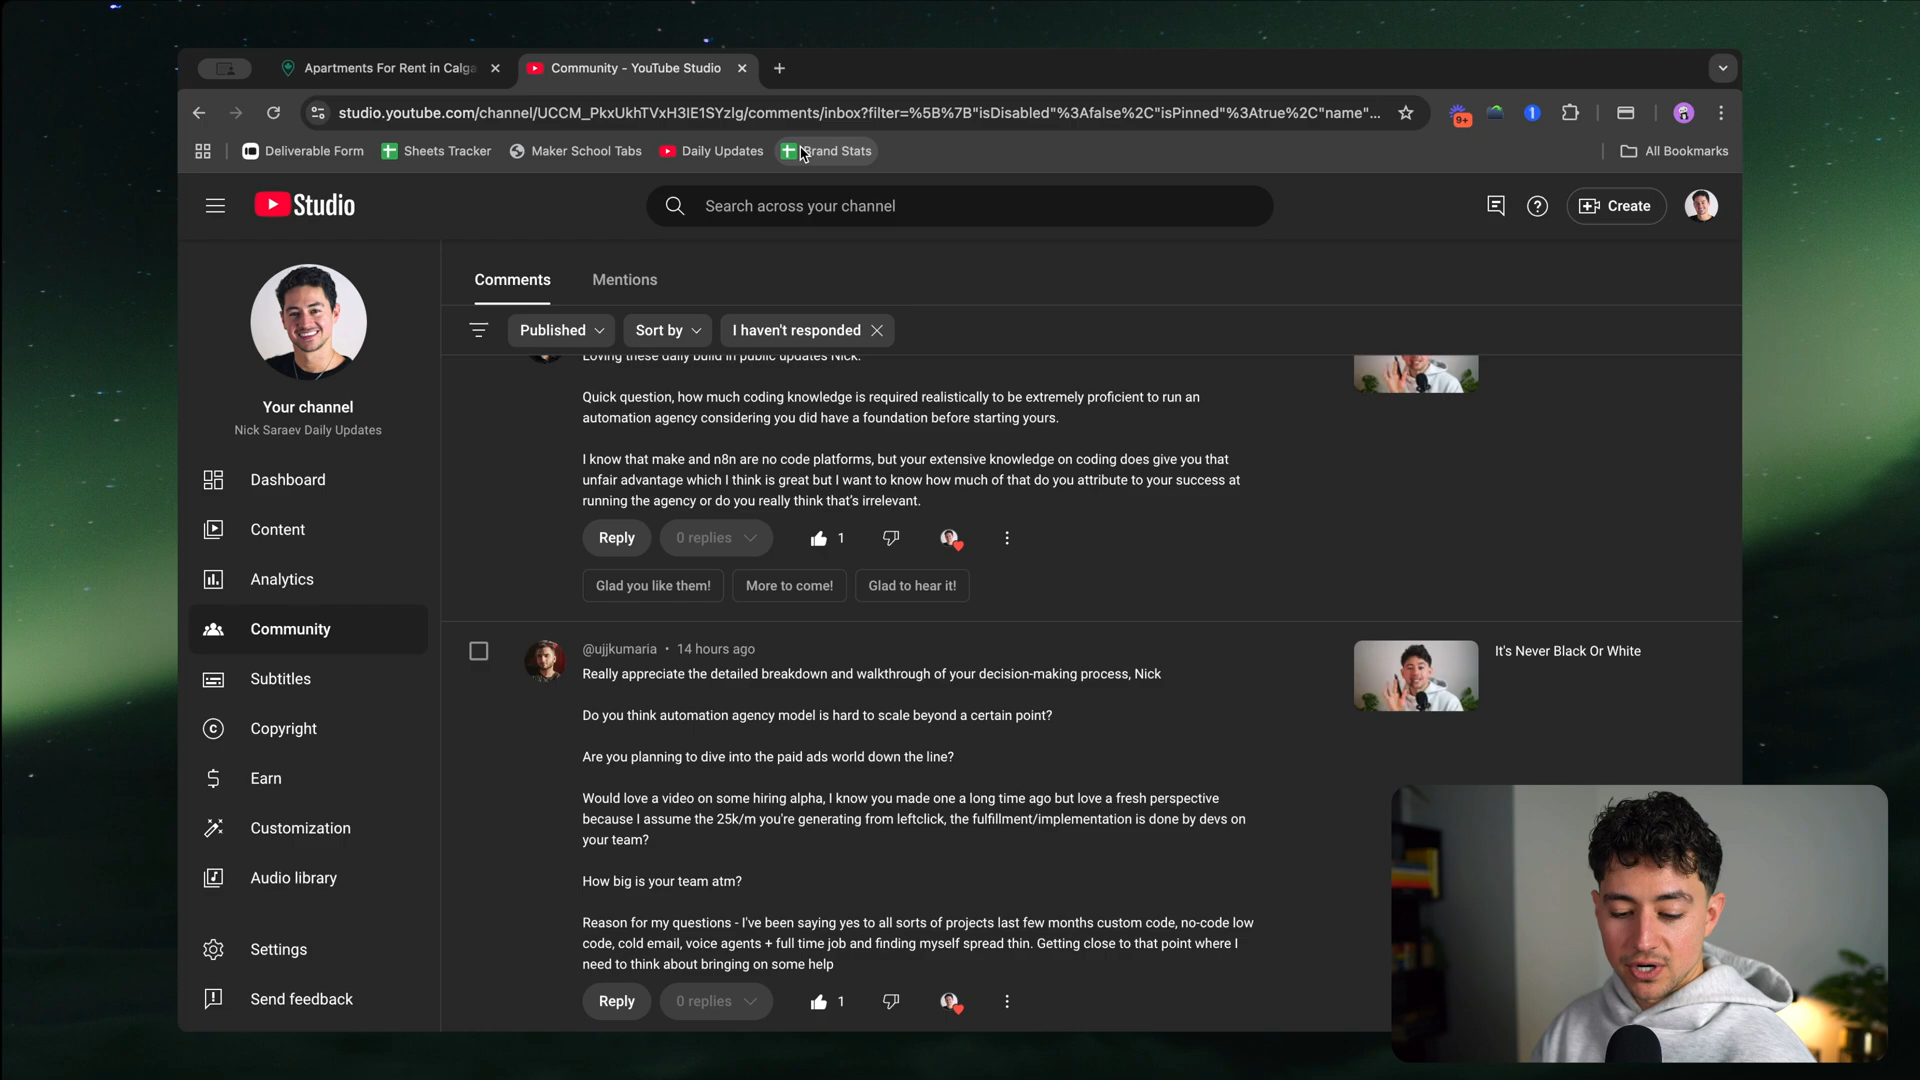 Apartments For Rent in Calga
Community - YouTube Studio
studio.youtube.com/channel/UCCM_PkxUkhTVxH3IE1SYzlg/comments/inbox?filter=%5B%7B"isDisabled"%3Afalse%2C"isPinned"%3Atrue%2C"name"...
9+
1
Deliverable Form
Sheets Tracker
Maker School Tabs
Daily Updates
Brand Stats
All Bookmarks
Studio
Search across your channel
Create
Your channel
Nick Saraev Daily Updates
Dashboard
Content
Analytics
Community
Subtitles
Copyright
Earn
Customization
Audio library
Settings
Send feedback
Comments
Mentions
Published
Sort by
I haven't responded
Loving these daily build in public updates Nick.
Quick question, how much coding knowledge is required realistically to be extremely proficient to run an
automation agency considering you did have a foundation before starting yours.
I know that make and n8n are no code platforms, but your extensive knowledge on coding does give you that
unfair advantage which I think is great but I want to know how much of that do you attribute to your success at
running the agency or do you really think that's irrelevant.
Reply
0 replies
1
Glad you like them!
More to come!
Glad to hear it!
@ujjkumaria • 14 hours ago
Really appreciate the detailed breakdown and walkthrough of your decision-making process, Nick
Do you think automation agency model is hard to scale beyond a certain point?
Are you planning to dive into the paid ads world down the line?
Would love a video on some hiring alpha, I know you made one a long time ago but love a fresh perspective
because I assume the 25k/m you're generating from leftclick, the fulfillment/implementation is done by devs on
your team?
How big is your team atm?
Reason for my questions - I've been saying yes to all sorts of projects last few months custom code, no-code low
code, cold email, voice agents + full time job and finding myself spread thin. Getting close to that point where I
need to think about bringing on some help
Reply
0 replies
1
It's Never Black Or White